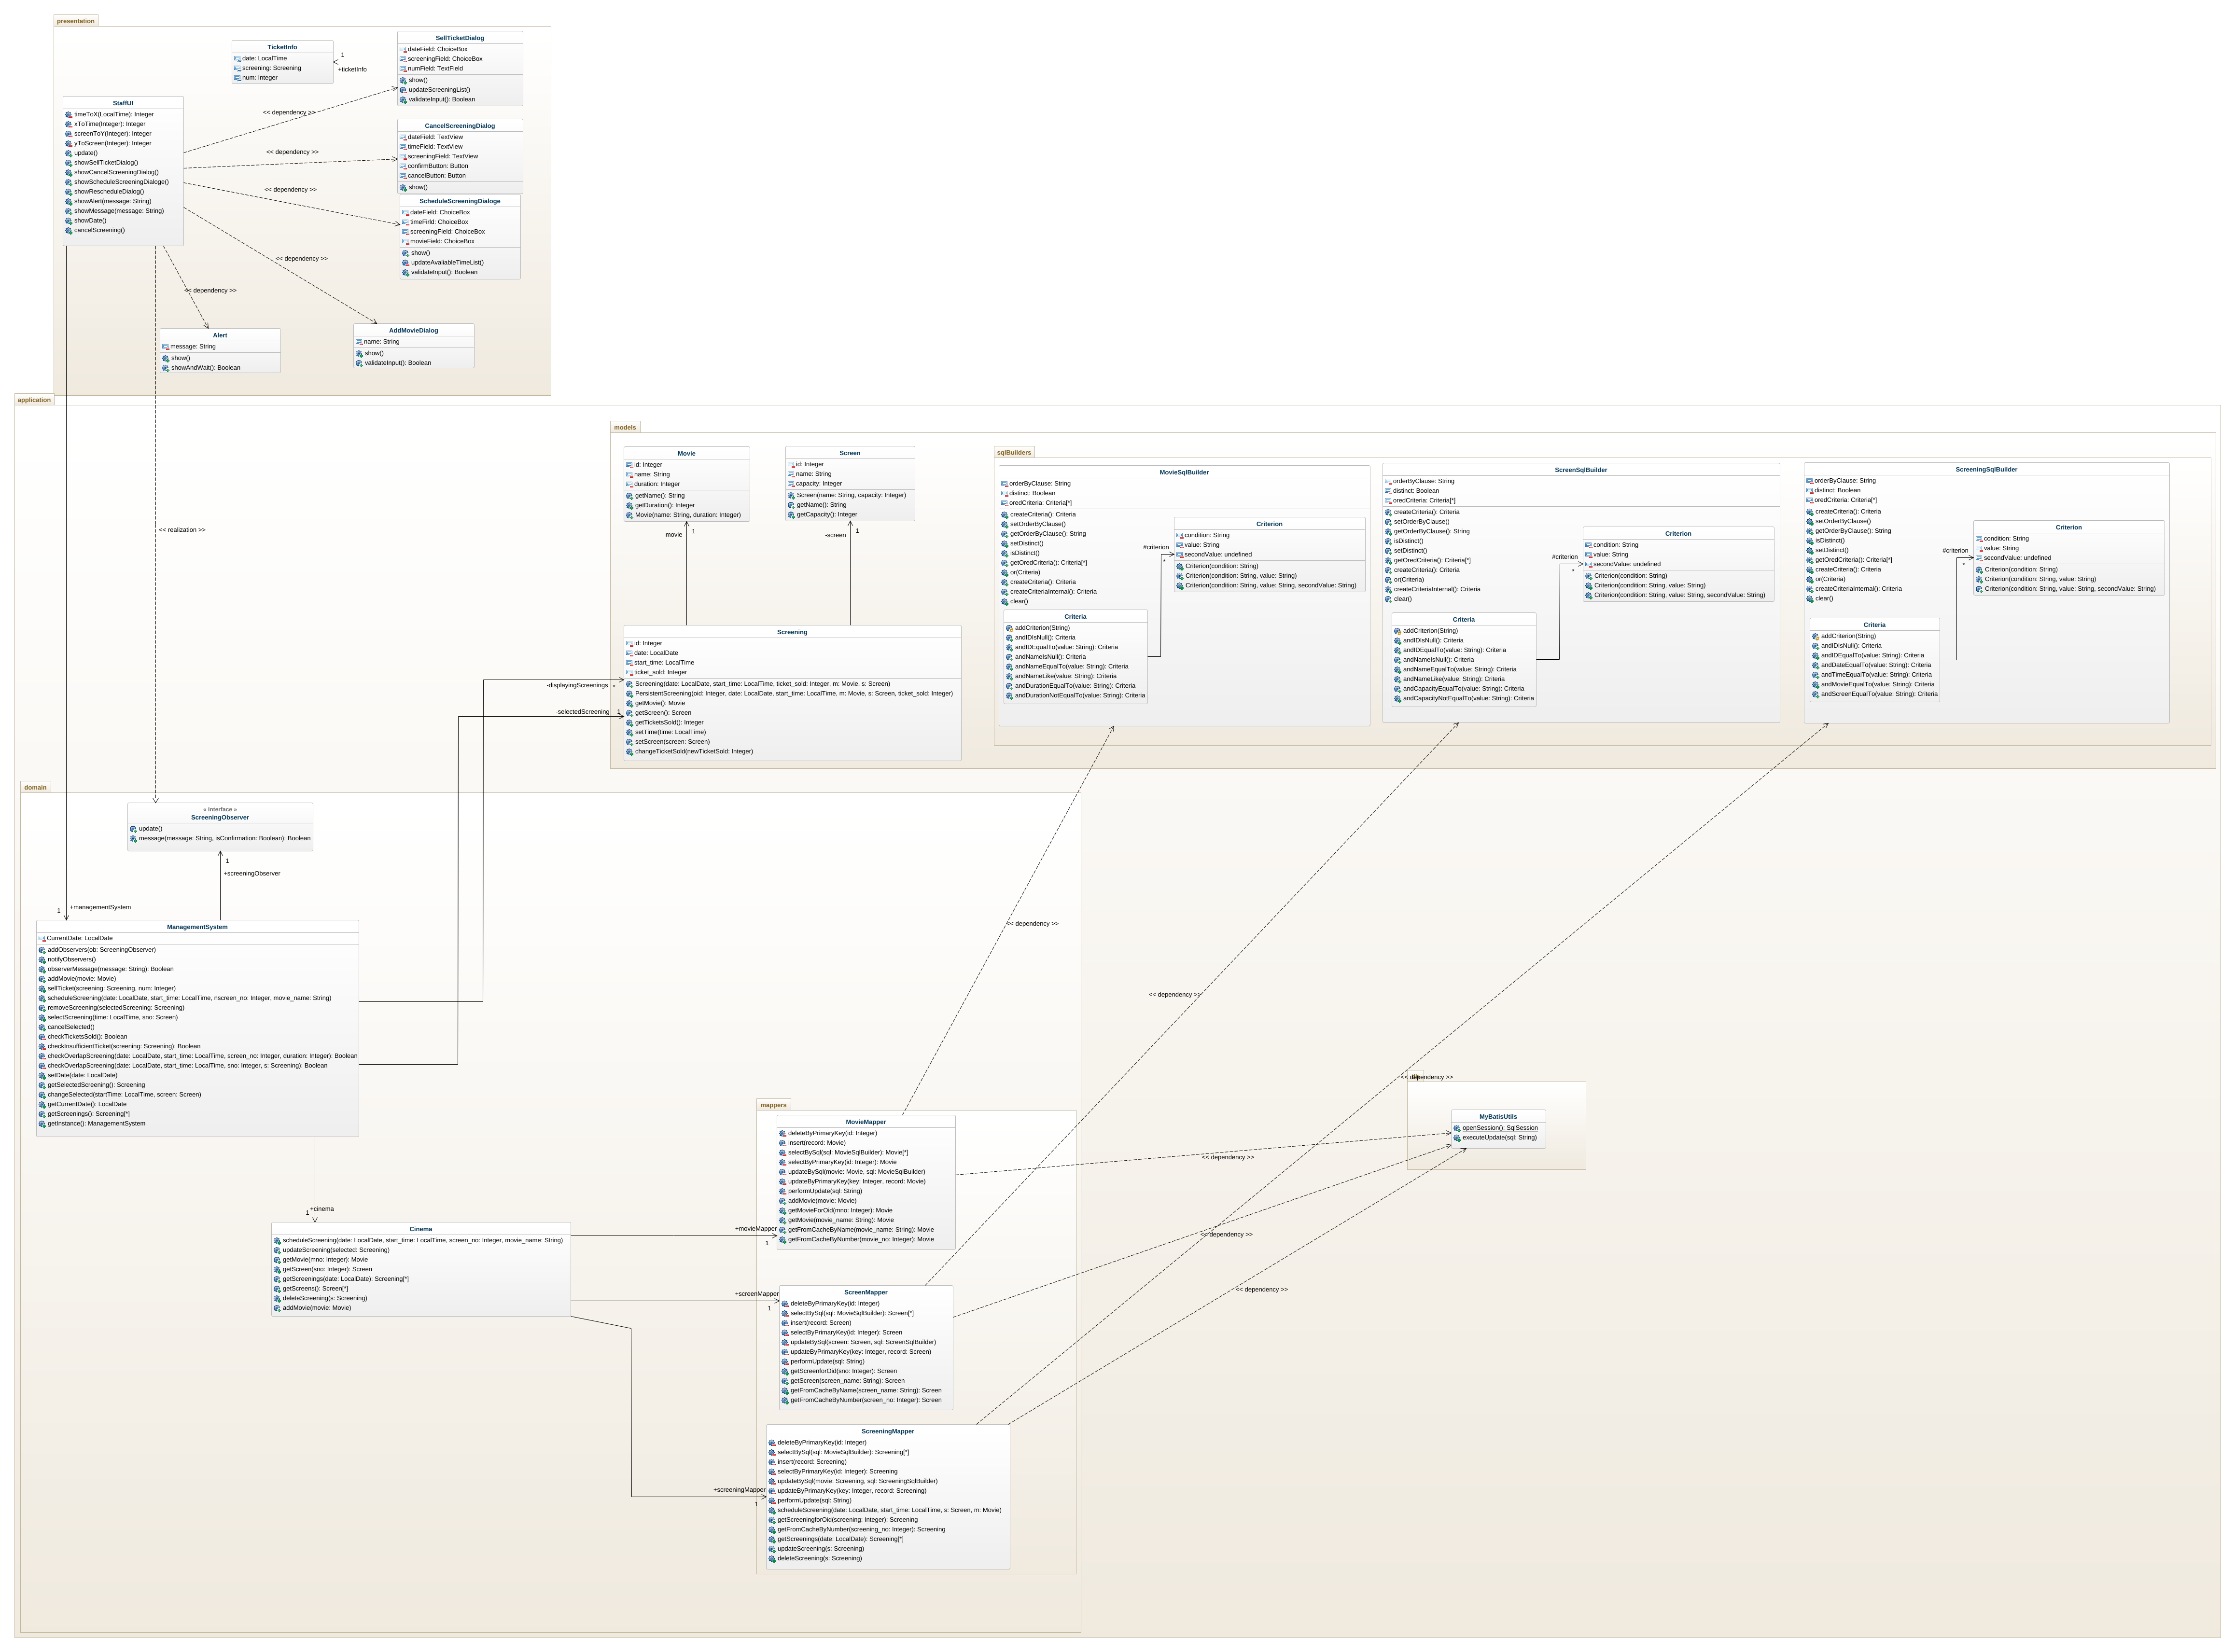 presentation
TicketInfo
date: LocalTime
screening: Screening
num: Integer
1
+ticketInfo
SellTicketDialog
dateField: ChoiceBox
screeningField: ChoiceBox
numField: TextField
show()
updateScreeningList()
validateInput(): Boolean
StaffUI
timeToX(LocalTime): Integer
xToTime(Integer): Integer
screenToY(Integer): Integer
yToScreen(Integer): Integer
update()
showSellTicketDialog()
showCancelScreeningDialog()
showScheduleScreeningDialoge()
showRescheduleDialog()
showAlert(message: String)
showMessage(message: String)
showDate()
cancelScreening()
<< dependency >>
<< dependency >>
<< dependency >>
<< dependency >>
<< dependency >>
CancelScreeningDialog
dateField: TextView
timeField: TextView
screeningField: TextView
confirmButton: Button
cancelButton: Button
show()
ScheduleScreeningDialoge
dateField: ChoiceBox
timeFirld: ChoiceBox
screeningField: ChoiceBox
movieField: ChoiceBox
show()
updateAvaliableTimeList()
validateInput(): Boolean
Alert
message: String
show()
showAndWait(): Boolean
AddMovieDialog
name: String
show()
validateInput(): Boolean
application
<< realization >>
models
Movie
id: Integer
name: String
duration: Integer
getName(): String
getDuration(): Integer
Movie(name: String, duration: Integer)
-movie
1
Screen
id: Integer
name: String
capacity: Integer
Screen(name: String, capacity: Integer)
getName(): String
getCapacity(): Integer
-screen
1
Screening
id: Integer
date: LocalDate
start_time: LocalTime
ticket_sold: Integer
Screening(date: LocalDate, start_time: LocalTime, ticket_sold: Integer, m: Movie, s: Screen)
PersistentScreening(oid: Integer, date: LocalDate, start_time: LocalTime, m: Movie, s: Screen, ticket_sold: Integer)
getMovie(): Movie
getScreen(): Screen
getTicketsSold(): Integer
setTime(time: LocalTime)
setScreen(screen: Screen)
changeTicketSold(newTicketSold: Integer)
-displayingScreenings
*
-selectedScreening
1
sqlBuilders
MovieSqlBuilder
orderByClause: String
distinct: Boolean
oredCriteria: Criteria[*]
createCriteria(): Criteria
setOrderByClause()
getOrderByClause(): String
setDistinct()
isDistinct()
getOredCriteria(): Criteria[*]
or(Criteria)
createCriteria(): Criteria
createCriteriaInternal(): Criteria
clear()
Criteria
addCriterion(String)
andIDIsNull(): Criteria
andIDEqualTo(value: String): Criteria
andNameIsNull(): Criteria
andNameEqualTo(value: String): Criteria
andNameLike(value: String): Criteria
andDurationEqualTo(value: String): Criteria
andDurationNotEqualTo(value: String): Criteria
#criterion
*
Criterion
condition: String
value: String
secondValue: undefined
Criterion(condition: String)
Criterion(condition: String, value: String)
Criterion(condition: String, value: String, secondValue: String)
ScreenSqlBuilder
orderByClause: String
distinct: Boolean
oredCriteria: Criteria[*]
createCriteria(): Criteria
setOrderByClause()
getOrderByClause(): String
isDistinct()
setDistinct()
getOredCriteria(): Criteria[*]
createCriteria(): Criteria
or(Criteria)
createCriteriaInternal(): Criteria
clear()
Criteria
addCriterion(String)
andIDIsNull(): Criteria
andIDEqualTo(value: String): Criteria
andNameIsNull(): Criteria
andNameEqualTo(value: String): Criteria
andNameLike(value: String): Criteria
andCapacityEqualTo(value: String): Criteria
andCapacityNotEqualTo(value: String): Criteria
#criterion
*
Criterion
condition: String
value: String
secondValue: undefined
Criterion(condition: String)
Criterion(condition: String, value: String)
Criterion(condition: String, value: String, secondValue: String)
ScreeningSqlBuilder
orderByClause: String
distinct: Boolean
oredCriteria: Criteria[*]
createCriteria(): Criteria
setOrderByClause()
getOrderByClause(): String
isDistinct()
setDistinct()
getOredCriteria(): Criteria[*]
createCriteria(): Criteria
or(Criteria)
createCriteriaInternal(): Criteria
clear()
Criteria
addCriterion(String)
andIDIsNull(): Criteria
andIDEqualTo(value: String): Criteria
andDateEqualTo(value: String): Criteria
andTimeEqualTo(value: String): Criteria
andMovieEqualTo(value: String): Criteria
andScreenEqualTo(value: String): Criteria
#criterion
*
Criterion
condition: String
value: String
secondValue: undefined
Criterion(condition: String)
Criterion(condition: String, value: String)
Criterion(condition: String, value: String, secondValue: String)
domain
« Interface »
ScreeningObserver
update()
message(message: String, isConfirmation: Boolean): Boolean
1
+screeningObserver
1
+managementSystem
ManagementSystem
CurrentDate: LocalDate
addObservers(ob: ScreeningObserver)
notifyObservers()
observerMessage(message: String): Boolean
addMovie(movie: Movie)
sellTicket(screening: Screening, num: Integer)
scheduleScreening(date: LocalDate, start_time: LocalTime, nscreen_no: Integer, movie_name: String)
removeScreening(selectedScreening: Screening)
selectScreening(time: LocalTime, sno: Screen)
cancelSelected()
checkTicketsSold(): Boolean
checkInsufficientTicket(screening: Screening): Boolean
checkOverlapScreening(date: LocalDate, start_time: LocalTime, screen_no: Integer, duration: Integer): Boolean
checkOverlapScreening(date: LocalDate, start_time: LocalTime, sno: Integer, s: Screening): Boolean
setDate(date: LocalDate)
getSelectedScreening(): Screening
changeSelected(startTime: LocalTime, screen: Screen)
getCurrentDate(): LocalDate
getScreenings(): Screening[*]
getInstance(): ManagementSystem
1
+cinema
Cinema
scheduleScreening(date: LocalDate, start_time: LocalTime, screen_no: Integer, movie_name: String)
updateScreening(selected: Screening)
getMovie(mno: Integer): Movie
getScreen(sno: Integer): Screen
getScreenings(date: LocalDate): Screening[*]
getScreens(): Screen[*]
deleteScreening(s: Screening)
addMovie(movie: Movie)
+movieMapper
1
+screenMapper
1
+screeningMapper
1
mappers
MovieMapper
deleteByPrimaryKey(id: Integer)
insert(record: Movie)
selectBySql(sql: MovieSqlBuilder): Movie[*]
selectByPrimaryKey(id: Integer): Movie
updateBySql(movie: Movie, sql: MovieSqlBuilder)
updateByPrimaryKey(key: Integer, record: Movie)
performUpdate(sql: String)
addMovie(movie: Movie)
getMovieForOid(mno: Integer): Movie
getMovie(movie_name: String): Movie
getFromCacheByName(movie_name: String): Movie
getFromCacheByNumber(movie_no: Integer): Movie
ScreenMapper
deleteByPrimaryKey(id: Integer)
selectBySql(sql: MovieSqlBuilder): Screen[*]
insert(record: Screen)
selectByPrimaryKey(id: Integer): Screen
updateBySql(screen: Screen, sql: ScreenSqlBuilder)
updateByPrimaryKey(key: Integer, record: Screen)
performUpdate(sql: String)
getScreenforOid(sno: Integer): Screen
getScreen(screen_name: String): Screen
getFromCacheByName(screen_name: String): Screen
getFromCacheByNumber(screen_no: Integer): Screen
ScreeningMapper
deleteByPrimaryKey(id: Integer)
selectBySql(sql: MovieSqlBuilder): Screening[*]
insert(record: Screening)
selectByPrimaryKey(id: Integer): Screening
updateBySql(movie: Screening, sql: ScreeningSqlBuilder)
updateByPrimaryKey(key: Integer, record: Screening)
performUpdate(sql: String)
scheduleScreening(date: LocalDate, start_time: LocalTime, s: Screen, m: Movie)
getScreeningforOid(screening: Integer): Screening
getFromCacheByNumber(screening_no: Integer): Screening
getScreenings(date: LocalDate): Screening[*]
updateScreening(s: Screening)
deleteScreening(s: Screening)
<< dependency >>
<< dependency >>
<< dependency >>
<< dependency >>
<< dependency >>
<< dependency >>
MyBatisUtils
openSession(): SqlSession
executeUpdate(sql: String)